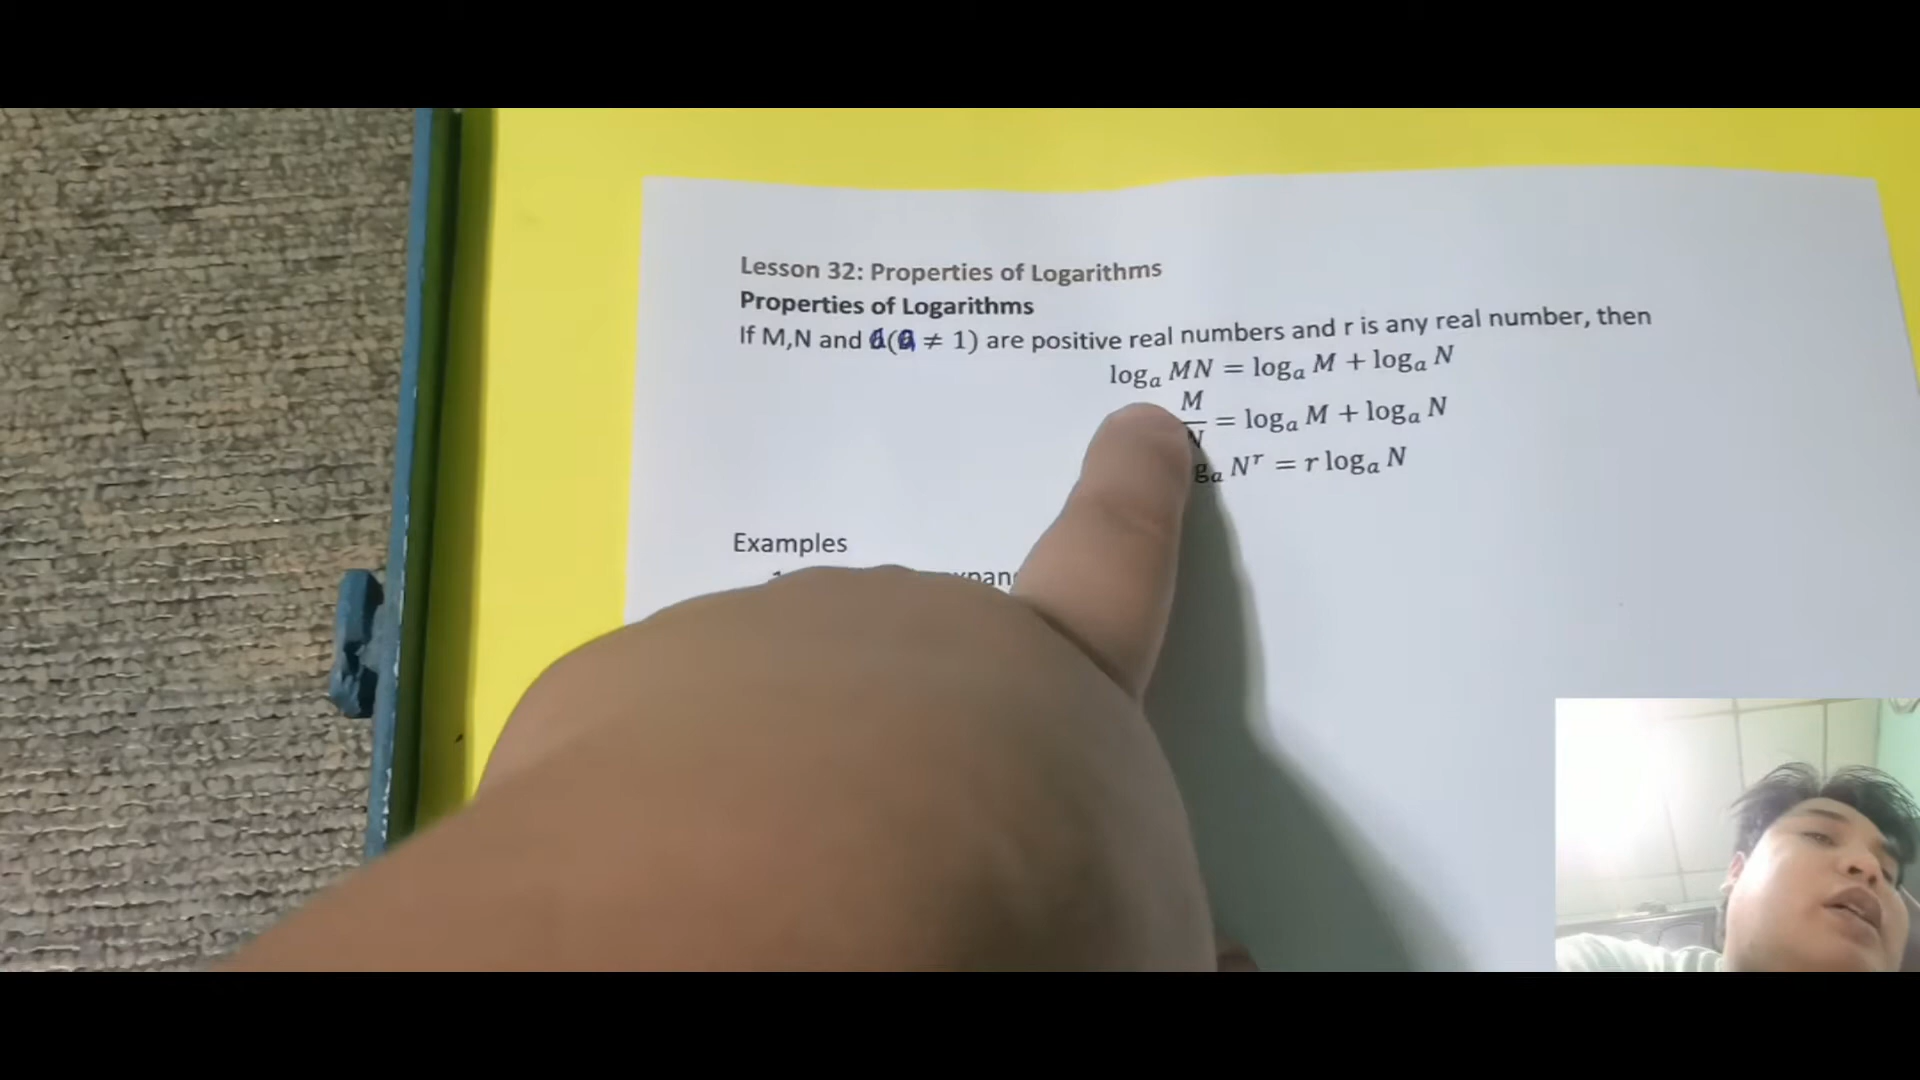 Lesson 32: Properties of Logarithms
Properties of Logarithms
If M,N and a(a ≠ 1) are positive real numbers and r is any real number, then
logₐ MN = logₐ M + logₐ N
M/N = logₐ M + logₐ N
gₐ Nʳ = r logₐ N
Examples